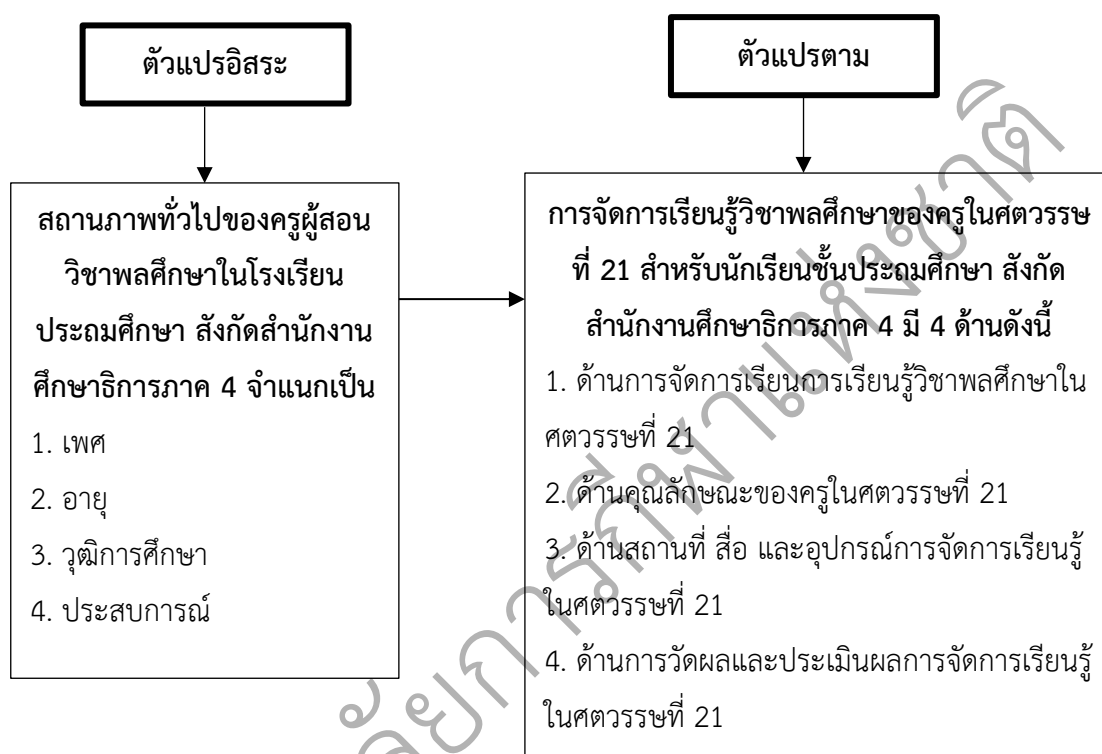 ตัวแปรอิสระ
สถานภาพทั่วไปของครูผู้สอน
วิชาพลศึกษาในโรงเรียน
ประถมศึกษา สังกัดสำนักงาน
ศึกษาธิการภาค 4 จำแนกเป็น
1. เพศ
2. อายุ
3. วุฒิการศึกษา
4. ประสบการณ์
ตัวแปรตาม
การจัดการเรียนรู้วิชาพลศึกษาของครูในศตวรรษ
ที่ 21 สำหรับนักเรียนชั้นประถมศึกษา สังกัด
สำนักงานศึกษาธิการภาค 4 มี 4 ด้านดังนี้
1. ด้านการจัดการเรียนการเรียนรู้วิชาพลศึกษาใน
ศตวรรษที่ 21
2. ด้านคุณลักษณะของครูในศตวรรษที่ 21
3. ด้านสถานที่ สื่อ และอุปกรณ์การจัดการเรียนรู้
ในศตวรรษที่ 21
4. ด้านการวัดผลและประเมินผลการจัดการเรียนรู้
ในศตวรรษที่ 21
ลัยการกีฬาแห่งชาติ